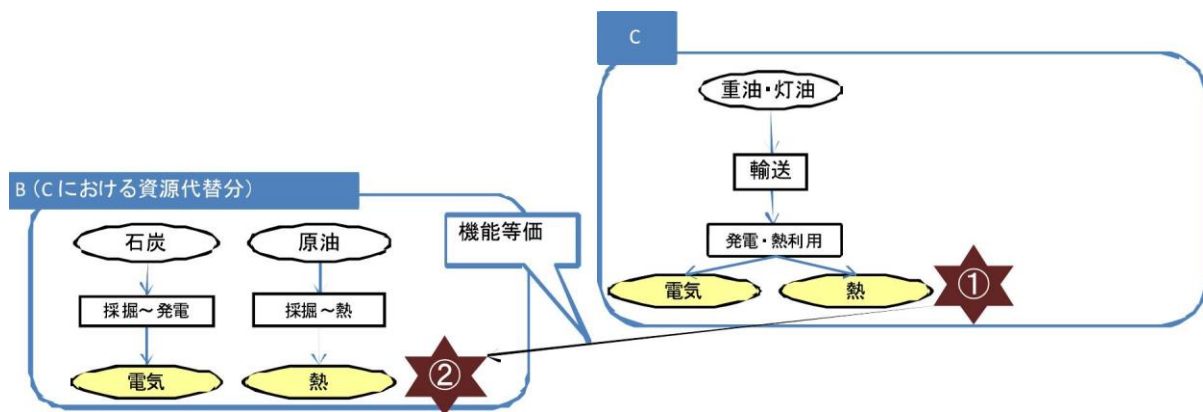 C
重油・灯油
輸送
発電・熱利用
電気
熱
①
B（Cにおける資源代替分）
石炭
原油
採掘～発電
採掘～熱
電気
熱
②
機能等価